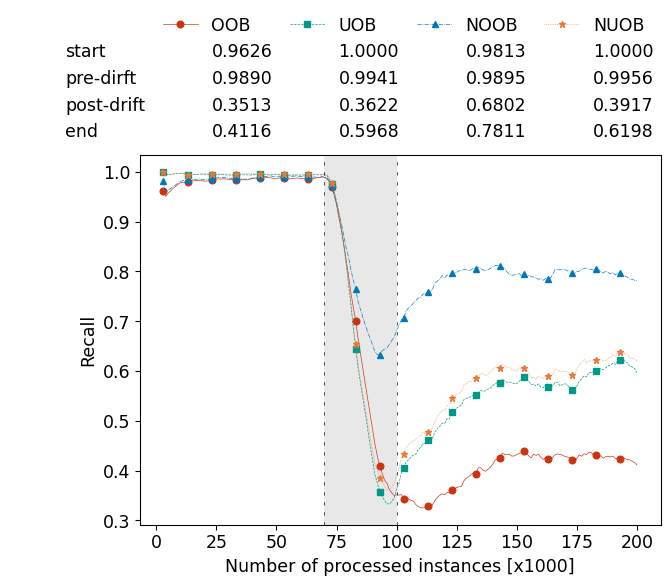 OOB UOB NOOB NUOB
start 0.9626 1.0000 0.9813 1.0000
pre-dirft 0.9890 0.9941 0.9895 0.9956
post-drift 0.3513 0.3622 0.6802 0.3917
end 0.4116 0.5968 0.7811 0.6198
1.0
0.9
0.8
0.7
0.6
0.5
0.4
0.3
Recall
0 25 50 75 100 125 150 175 200
Number of processed instances [x1000]